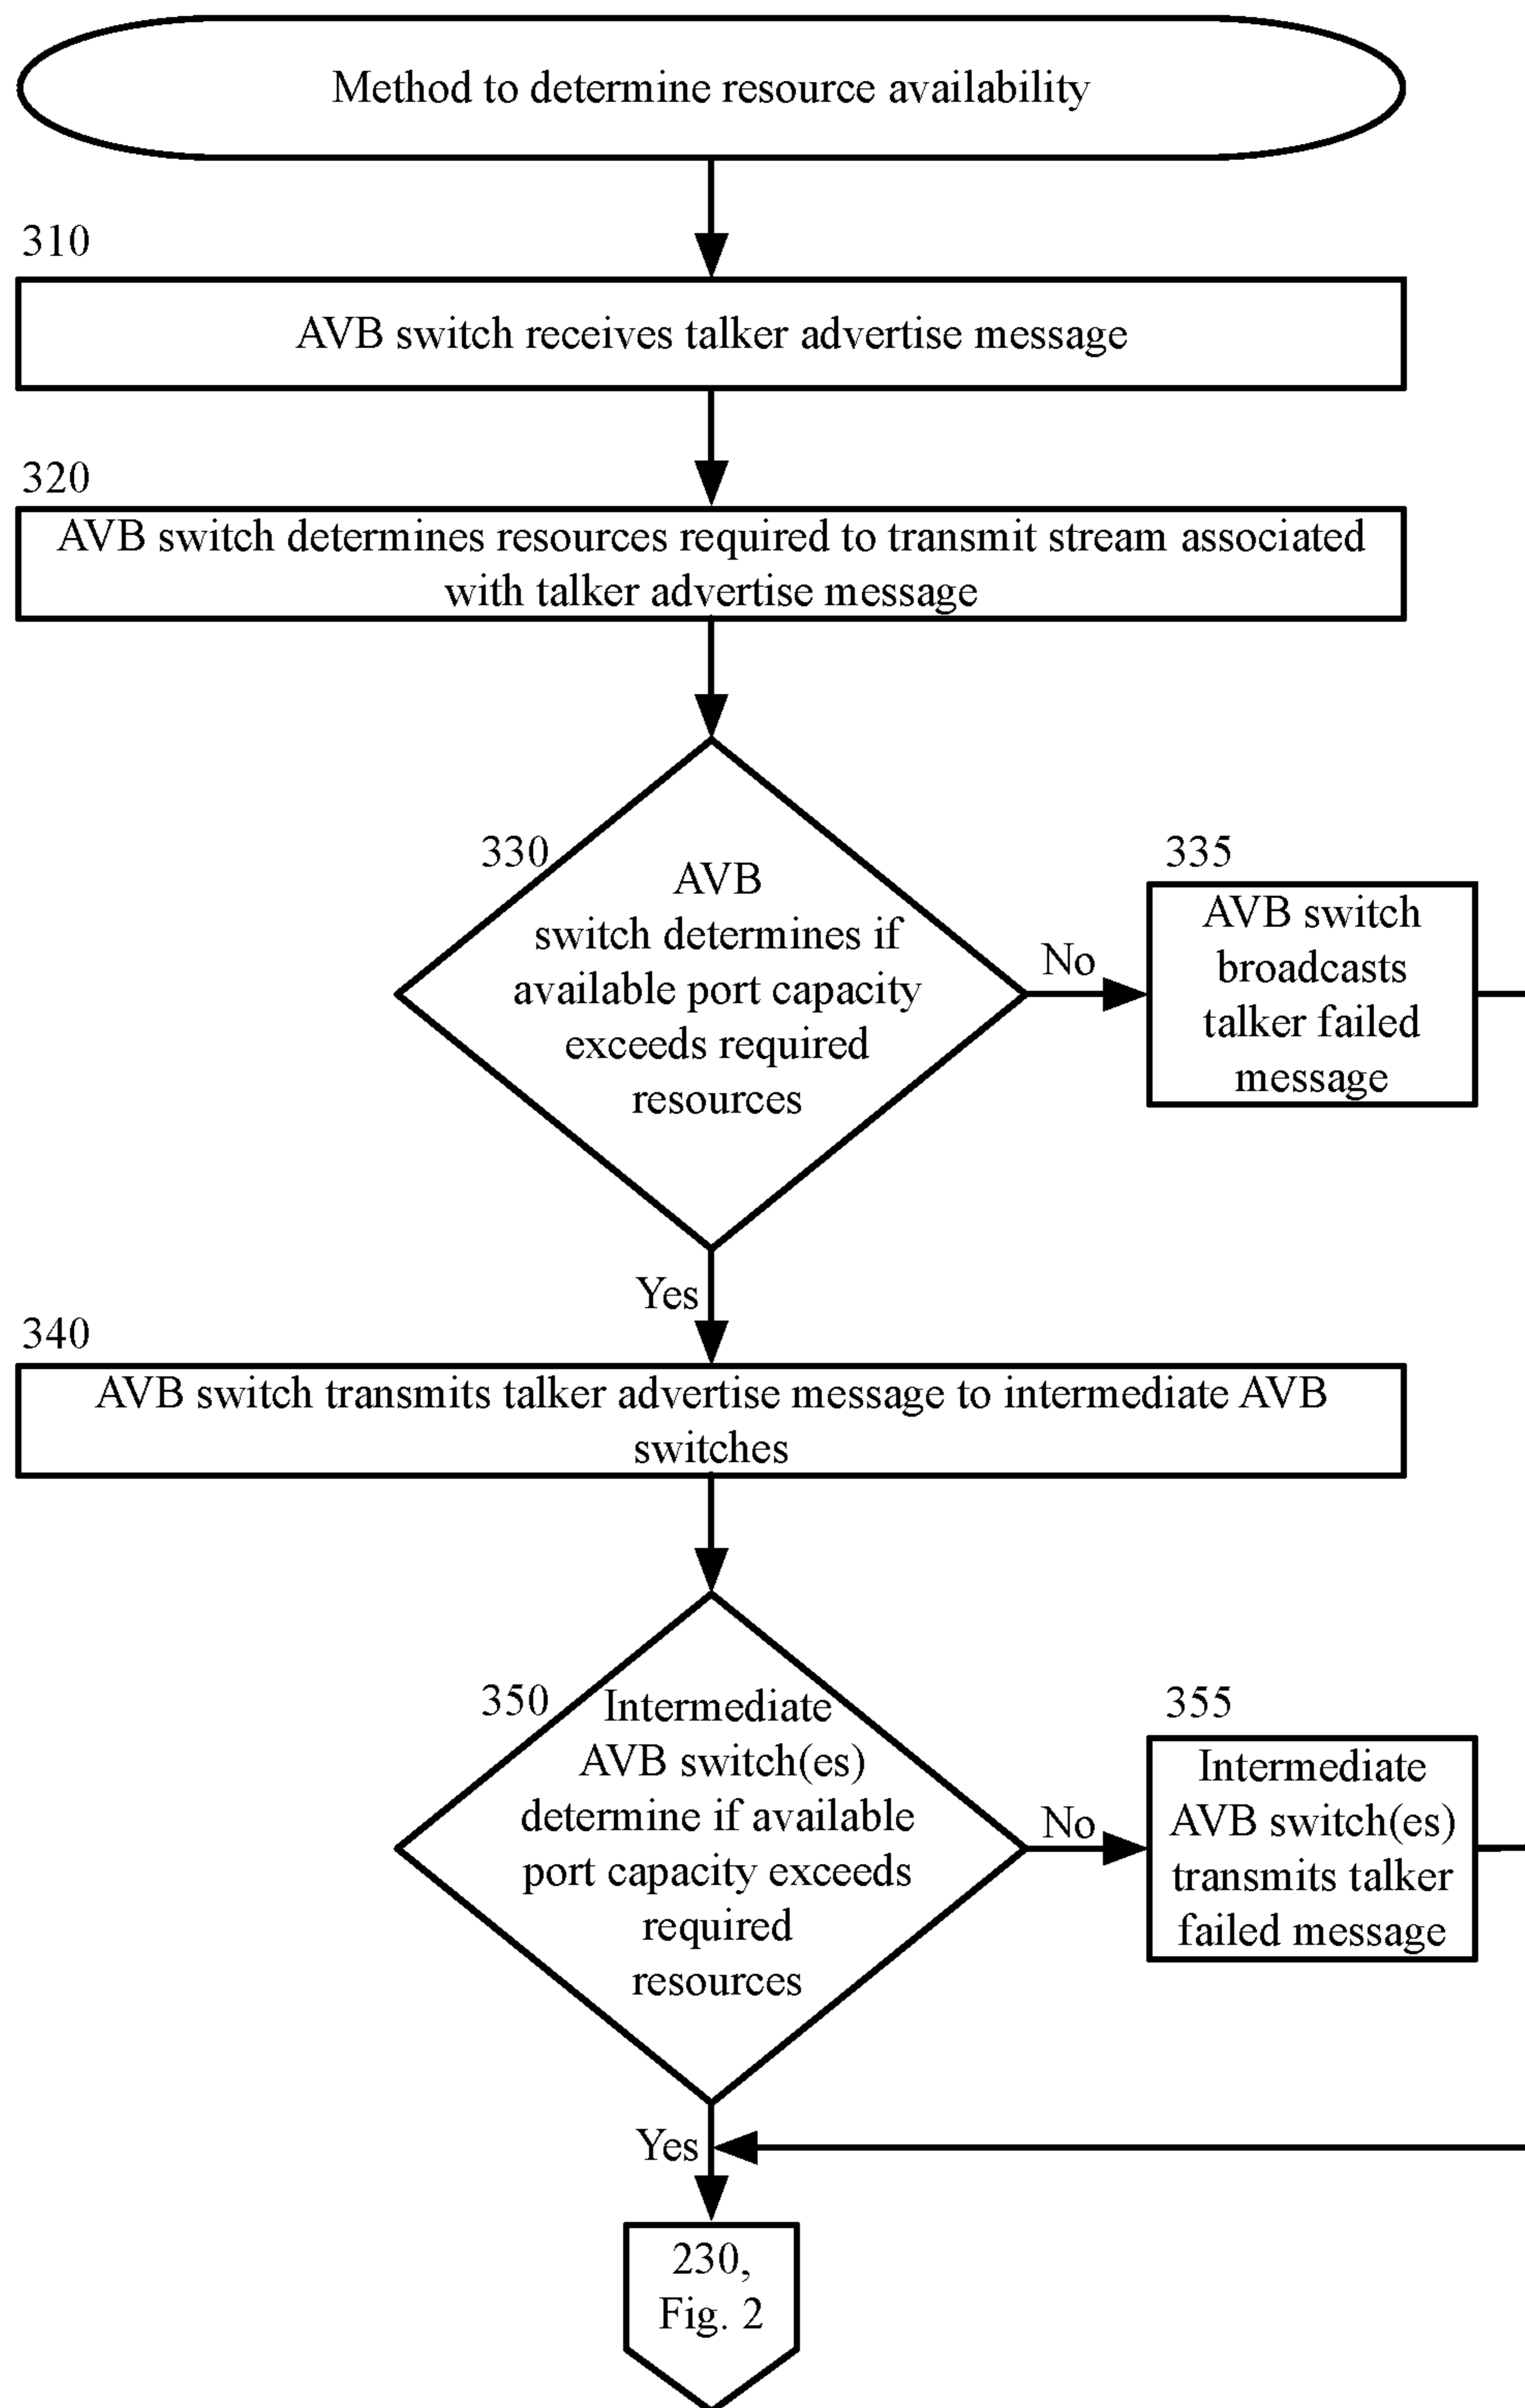 Method to determine resource availability
310
AVB switch receives talker advertise message
320
AVB switch determines resources required to transmit stream associated
with talker advertise message
330
AVB
switch determines if
available port capacity
exceeds required
resources
No
335
AVB switch
broadcasts
talker failed
message
Yes
340
AVB switch transmits talker advertise message to intermediate AVB
switches
350
Intermediate
AVB switch(es)
determine if available
port capacity exceeds
required
resources
No
355
Intermediate
AVB switch(es)
transmits talker
failed message
Yes
230,
Fig. 2